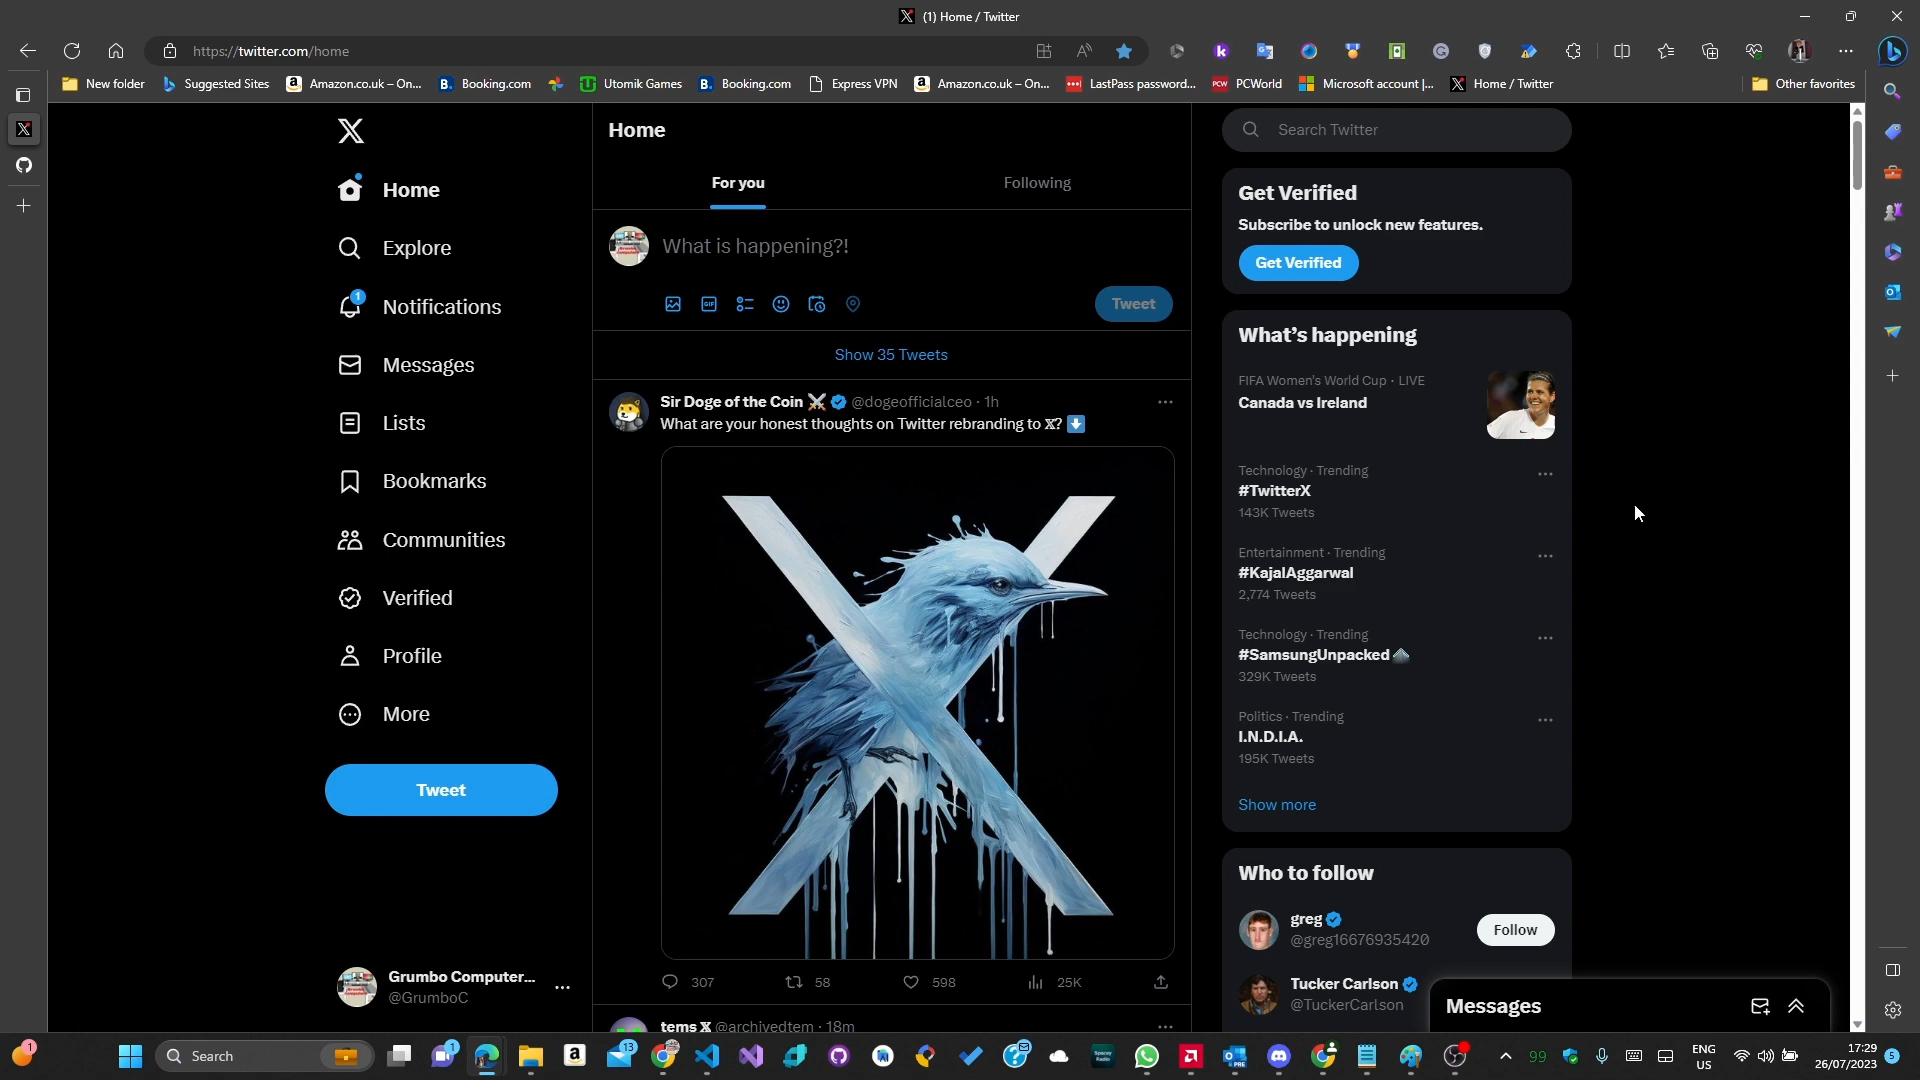 (1) Home / Twitter
https://twitter.com/home
New folder
Suggested Sites
Amazon.co.uk – On...
Booking.com
Utomik Games
Booking.com
Express VPN
Amazon.co.uk – On...
LastPass password...
PCWorld
Microsoft account |...
Home / Twitter
Other favorites
Home
Explore
1
Notifications
Messages
Lists
Bookmarks
Communities
Verified
Profile
More
Tweet
Grumbo Computer...
@GrumboC
Home
For you
Following
What is happening?!
GIF
Tweet
Show 35 Tweets
Sir Doge of the Coin ⚔️ @dogeofficialceo · 1h
What are your honest thoughts on Twitter rebranding to 𝕏? ⬇️
307
58
598
25K
tems 𝕏 @archivedtem · 18m
Search Twitter
Get Verified
Subscribe to unlock new features.
Get Verified
What's happening
FIFA Women's World Cup · LIVE
Canada vs Ireland
Technology · Trending
#TwitterX
143K Tweets
Entertainment · Trending
#KajalAggarwal
2,774 Tweets
Technology · Trending
#SamsungUnpacked
329K Tweets
Politics · Trending
I.N.D.I.A.
195K Tweets
Show more
Who to follow
greg
@greg16676935420
Follow
Tucker Carlson
@TuckerCarlson
Messages
1
Search
1
13
99
ENG
US
17:29
26/07/2023
5